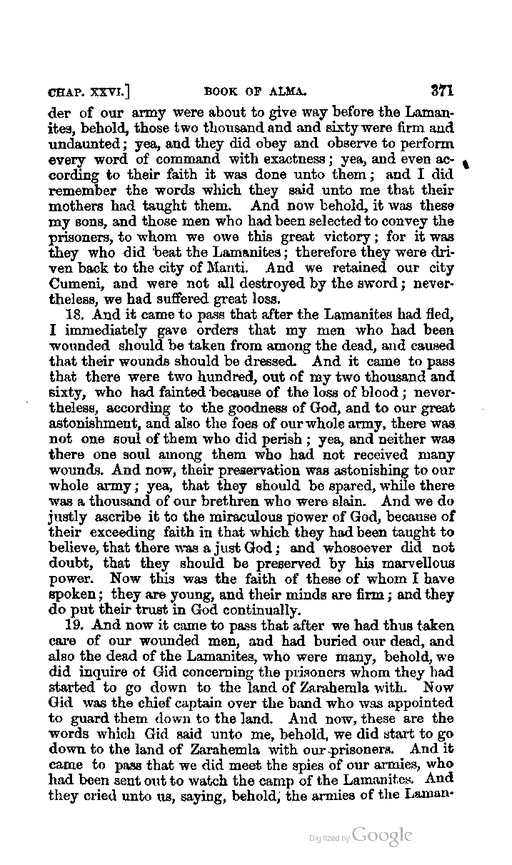 CHAP. XXVI.] BOOK OF ALMA. 371
der of our army were about to give way before the Laman-
ites, behold, those two thousand and and sixty were firm and
undaunted; yea, and they did obey and observe to perform
every word of command with exactness; yea, and even ac-
cording to their faith it was done unto them; and I did
remember the words which they said unto me that their
mothers had taught them. And now behold, it was these
my sons, and those men who had been selected to convey the
prisoners, to whom we owe this great victory; for it was
they who did beat the Lamanites; therefore they were dri-
ven back to the city of Manti. And we retained our city
Cumeni, and were not all destroyed by the sword; never-
theless, we had suffered great loss.
18. And it came to pass that after the Lamanites had fled,
I immediately gave orders that my men who had been
wounded should be taken from among the dead, and caused
that their wounds should be dressed. And it came to pass
that there were two hundred, out of my two thousand and
sixty, who had fainted because of the loss of blood; never-
theless, according to the goodness of God, and to our great
astonishment, and also the foes of our whole army, there was
not one soul of them who did perish; yea, and neither was
there one soul among them who had not received many
wounds. And now, their preservation was astonishing to our
whole army; yea, that they should be spared, while there
was a thousand of our brethren who were slain. And we do
justly ascribe it to the miraculous power of God, because of
their exceeding faith in that which they had been taught to
believe, that there was a just God; and whosoever did not
doubt, that they should be preserved by his marvellous
power. Now this was the faith of these of whom I have
spoken; they are young, and their minds are firm; and they
do put their trust in God continually.
19. And now it came to pass that after we had thus taken
care of our wounded men, and had buried our dead, and
also the dead of the Lamanites, who were many, behold, we
did inquire of Gid concerning the prisoners whom they had
started to go down to the land of Zarahemla with. Now
Gid was the chief captain over the band who was appointed
to guard them down to the land. And now, these are the
words which Gid said unto me, behold, we did start to go
down to the land of Zarahemla with our prisoners. And it
came to pass that we did meet the spies of our armies, who
had been sent out to watch the camp of the Lamanites. And
they cried unto us, saying, behold, the armies of the Laman-
Digitized by Google